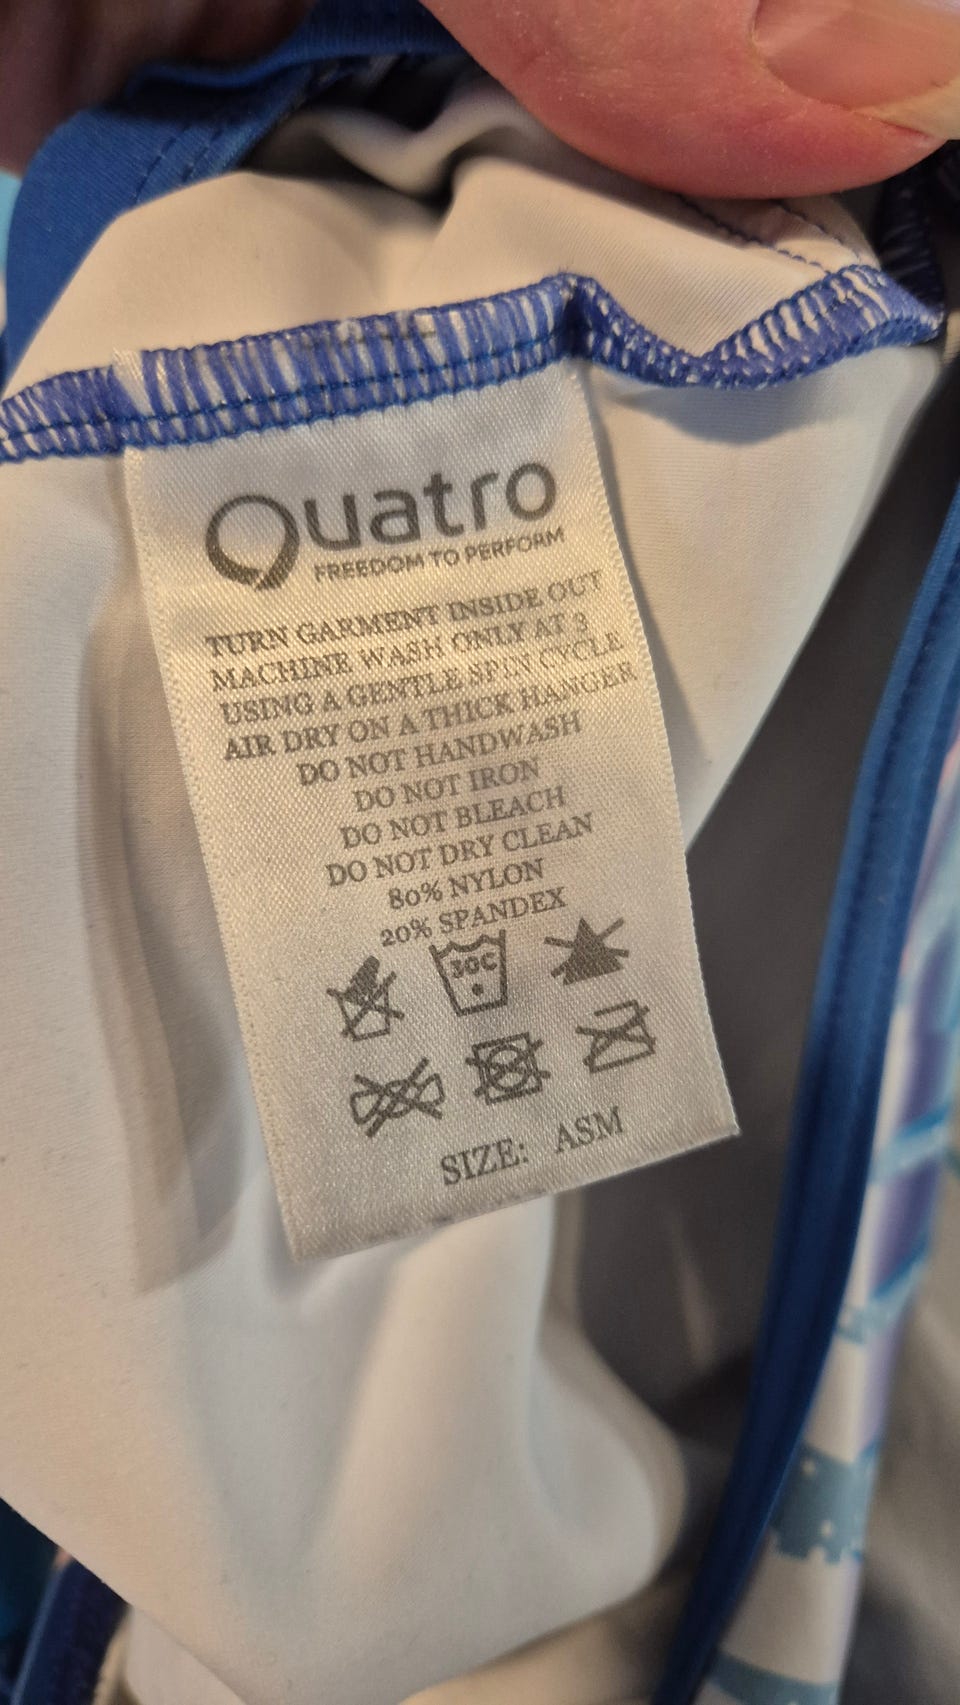 Quatro
FREEDOM TO PERFORM
TURN GARMENT INSIDE OUT
MACHINE WASH ONLY AT 3
USING A GENTLE SPIN CYCLE
AIR DRY ON A THICK HANGER
DO NOT HANDWASH
DO NOT IRON
DO NOT BLEACH
DO NOT DRY CLEAN
80% NYLON
20% SPANDEX
30C
SIZE: ASM